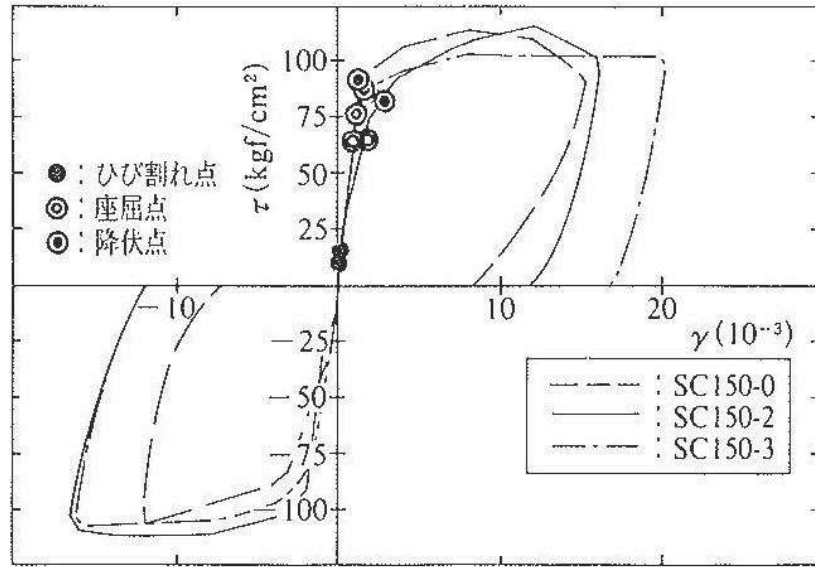 τ (kgf/cm²)
100
75
50
25
● : ひび割れ点
◎ : 座屈点
◉ : 降伏点
−10
10
20
−25
−50
−75
−100
γ (10⁻³)
: SC150-0
: SC150-2
: SC150-3